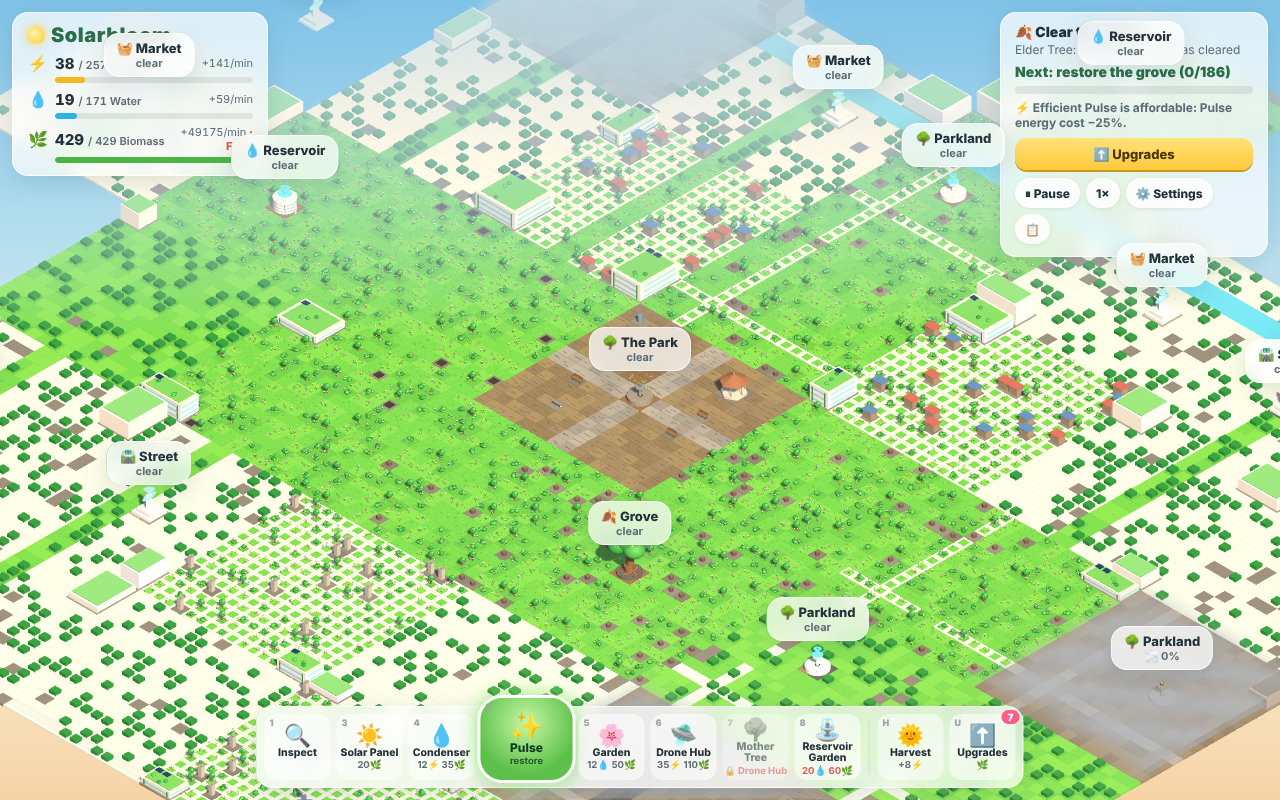 Solarbloom
⚡ 38 / 257
+141/min
💧 19 / 171 Water
+59/min
🌿 429 / 429 Biomass
+49175/min
🧺 Market
clear
💧 Reservoir
clear
🧺 Market
clear
🌳 Parkland
clear
🍂 Clear
💧 Reservoir
clear
Elder Tree:
as cleared
Next: restore the grove (0/186)
⚡ Efficient Pulse is affordable: Pulse
energy cost −25%.
⬆️ Upgrades
⏸ Pause
1×
⚙️ Settings
📋
🧺 Market
clear
🌳 The Park
clear
🛣️ Street
clear
🍂 Grove
clear
🌳 Parkland
clear
🌳 Parkland
🌫️ 0%
1
🔍
Inspect
3
☀️
Solar Panel
20🌿
4
💧
Condenser
12⚡ 35🌿
✨
Pulse
restore
5
🌸
Garden
12💧 50🌿
6
🛸
Drone Hub
35⚡ 110🌿
7
🌳
Mother
Tree
🔒 Drone Hub
8
⛲
Reservoir
Garden
20💧 60🌿
H
🌞
Harvest
+8⚡
U
7
⬆️
Upgrades
🌿